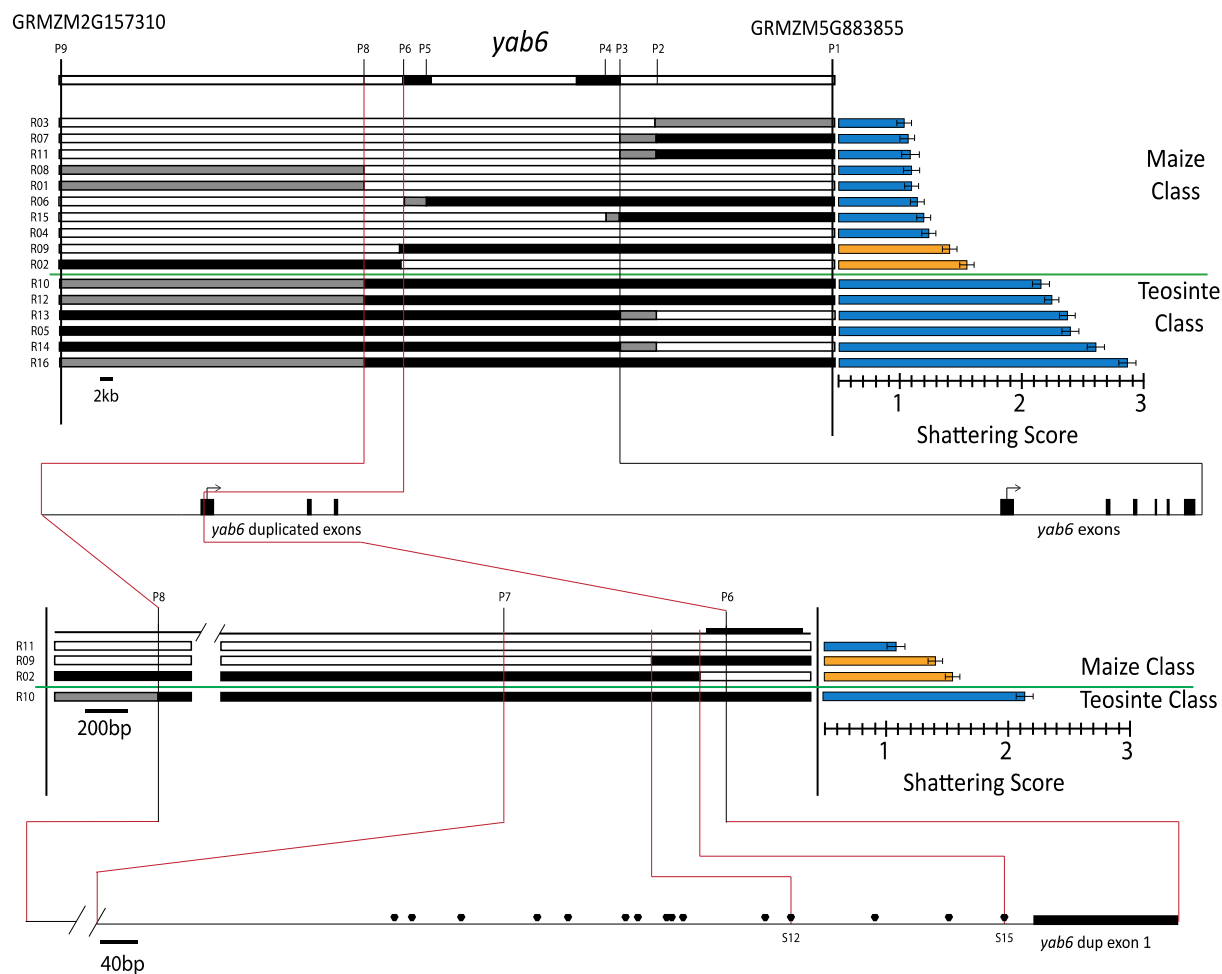 GRMZM2G157310
yab6
GRMZM5G883855
P9
P8
P6
P5
P4
P3
P2
P1
R03
R07
R11
R08
R01
R06
R15
R04
R09
R02
R10
R12
R13
R05
R14
R16
Maize
Class
Teosinte
Class
2kb
1
2
3
Shattering Score
yab6 duplicated exons
yab6 exons
P8
P7
P6
R11
R09
R02
R10
Maize Class
Teosinte Class
200bp
1
2
3
Shattering Score
S12
S15
yab6 dup exon 1
40bp